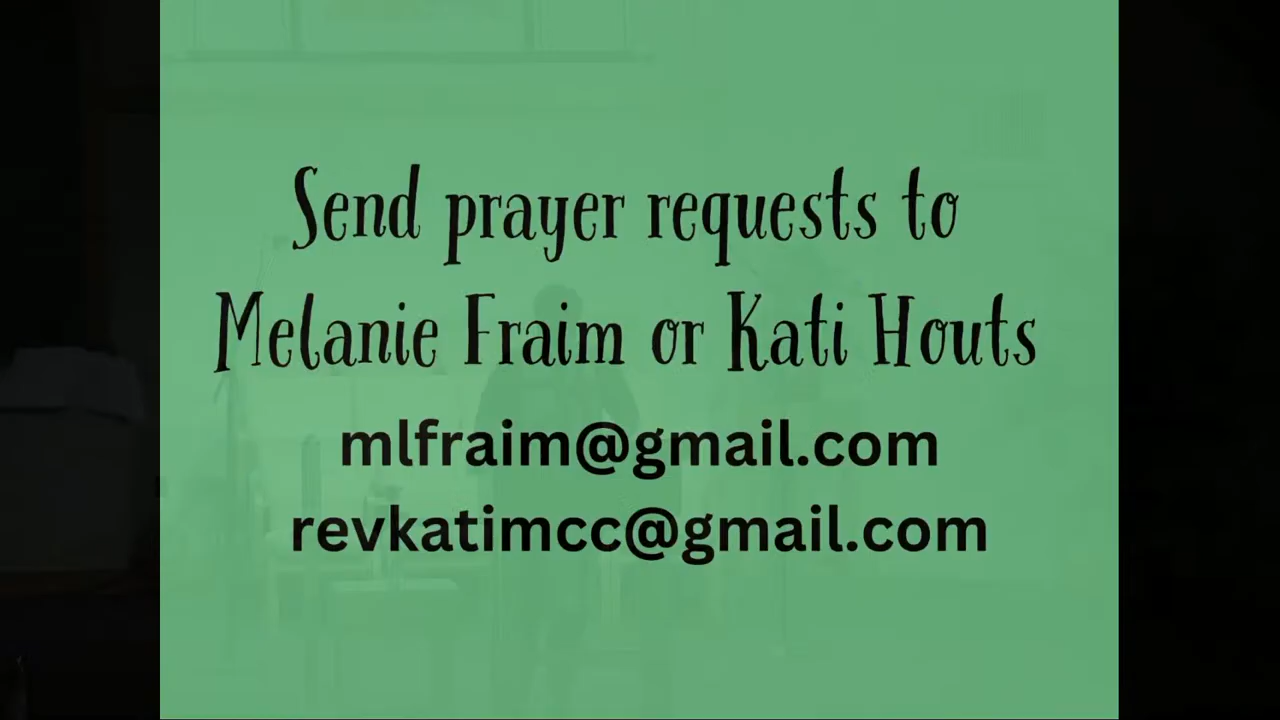 Send prayer requests to
Melanie Fraim or Kati Houts
mlfraim@gmail.com
revkatimcc@gmail.com